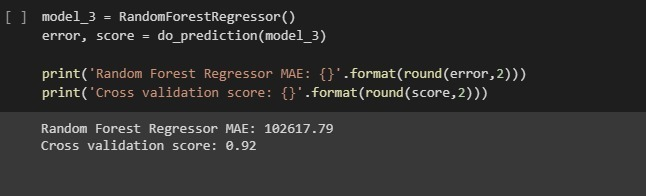 [ ] model_3 = RandomForestRegressor()
error, score = do_prediction(model_3)
print('Random Forest Regressor MAE: {}'.format(round(error,2)))
print('Cross validation score: {}'.format(round(score,2)))
Random Forest Regressor MAE: 102617.79
Cross validation score: 0.92